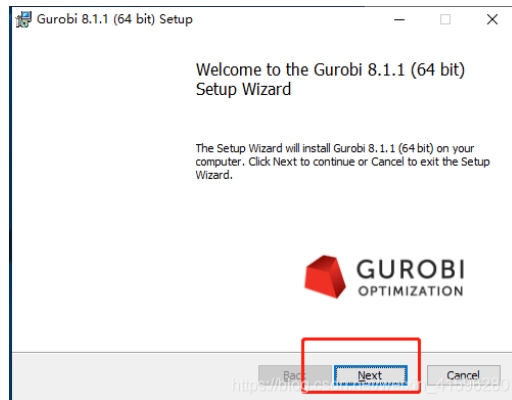 Gurobi 8.1.1 (64 bit) Setup
Welcome to the Gurobi 8.1.1 (64 bit)
Setup Wizard
The Setup Wizard will install Gurobi 8.1.1 (64 bit) on your
computer. Click Next to continue or Cancel to exit the Setup
Wizard.
GUROBI
OPTIMIZATION
Back Next Cancel